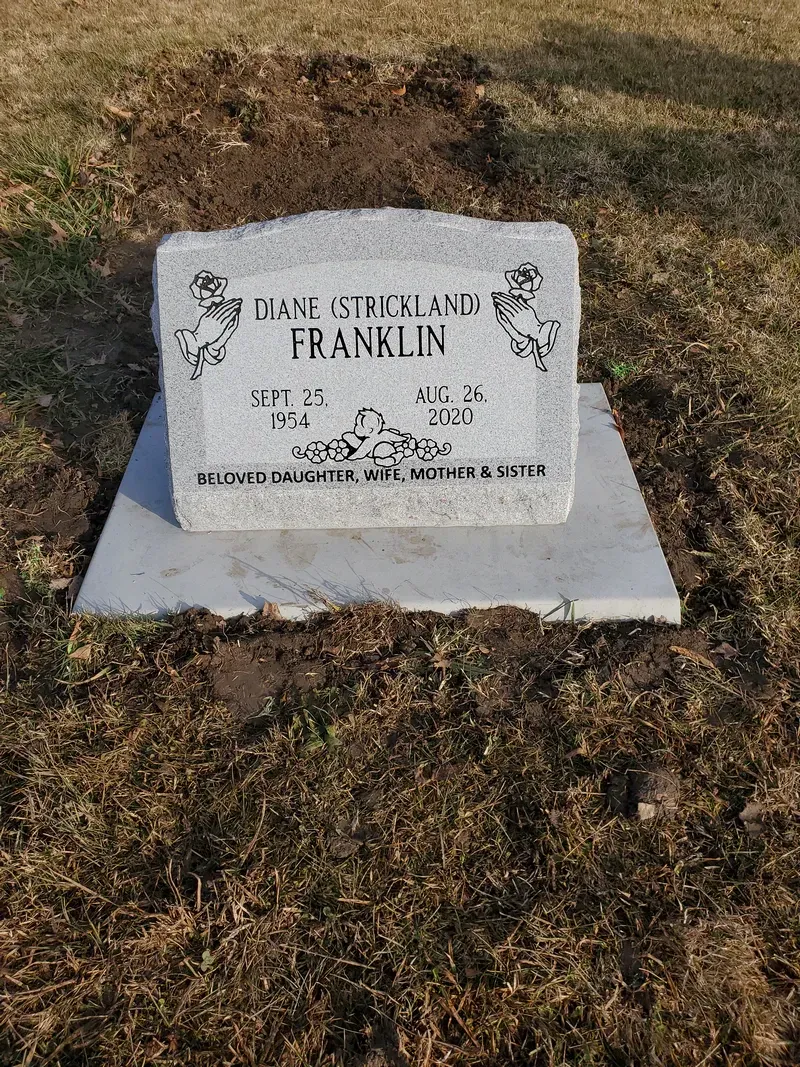 DIANE (STRICKLAND)
FRANKLIN
SEPT. 25, AUG. 26,
1954 2020
BELOVED DAUGHTER, WIFE, MOTHER & SISTER